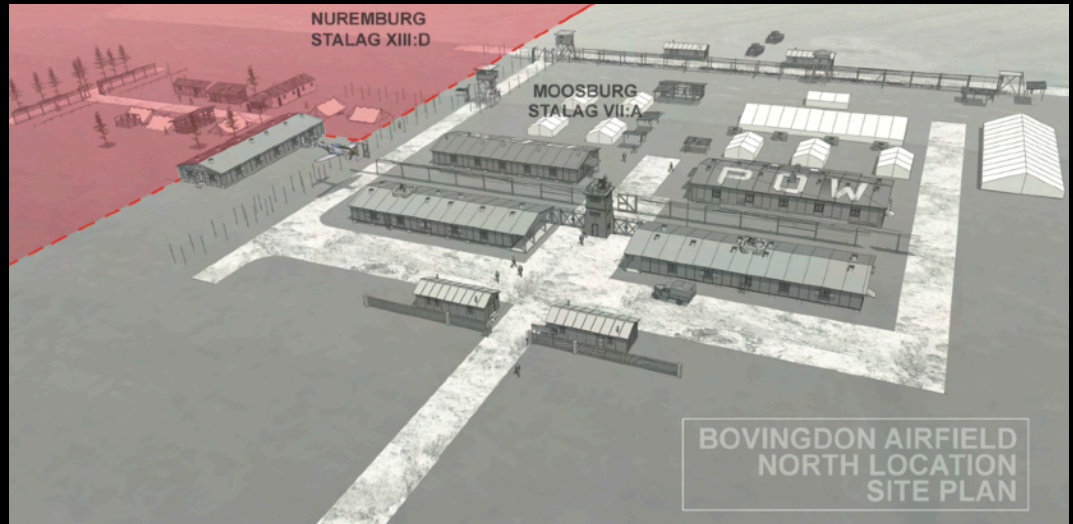 NUREMBURG
STALAG XIII:D
MOOSBURG
STALAG VII:A
POW
BOVINGDON AIRFIELD
NORTH LOCATION
SITE PLAN